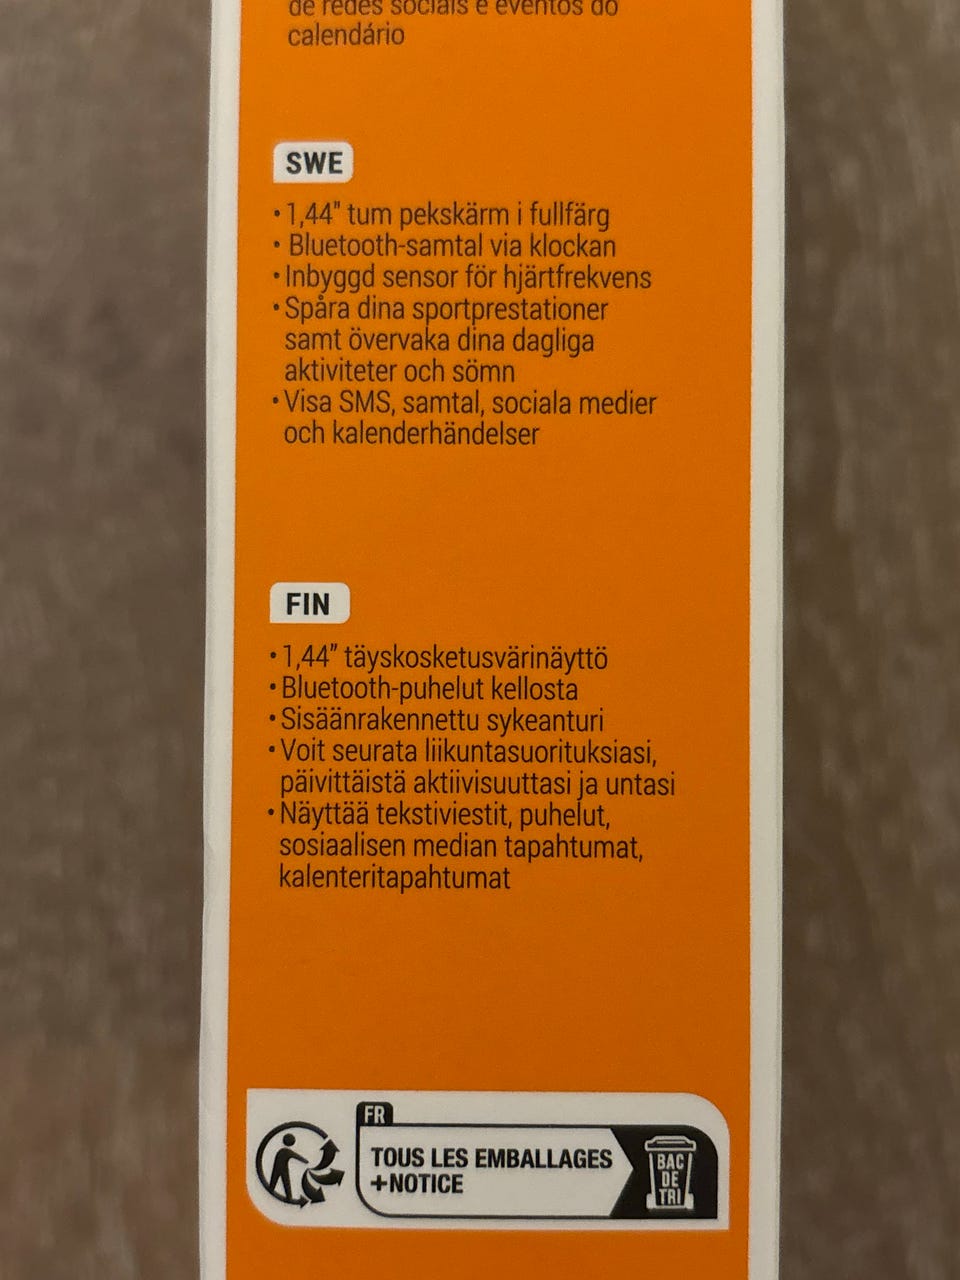 de redes sociais e eventos do
calendário
SWE
• 1,44" tum pekskärm i fullfärg
• Bluetooth-samtal via klockan
• Inbyggd sensor för hjärtfrekvens
• Spåra dina sportprestationer
samt övervaka dina dagliga
aktiviteter och sömn
• Visa SMS, samtal, sociala medier
och kalenderhändelser
FIN
• 1,44” täyskosketusvärinäyttö
• Bluetooth-puhelut kellosta
• Sisäänrakennettu sykeanturi
• Voit seurata liikuntasuorituksiasi,
päivittäistä aktiivisuuttasi ja untasi
• Näyttää tekstiviestit, puhelut,
sosiaalisen median tapahtumat,
kalenteritapahtumat
FR
TOUS LES EMBALLAGES
+NOTICE
BAC
DE
TRI